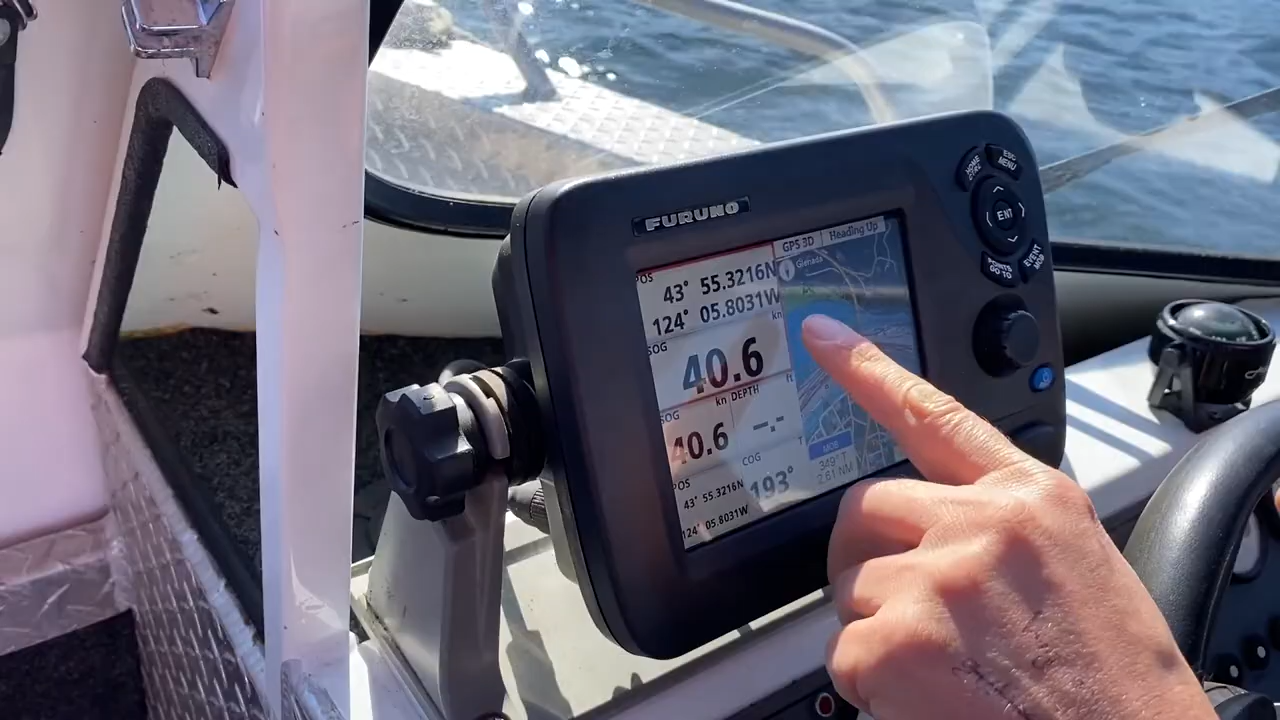 FURUNO
GPS 3D
Heading Up
POS
43° 55.3216N
124° 05.8031W
Glenada
SOG
kn
40.6
SOG
kn
40.6
DEPTH
ft
--.-
COG
T
193°
POS
43° 55.3216N
124° 05.8031W
MOB
349° T
2.61 NM
HOME
ESC
MENU
ENT
POINTS
GO TO
EVENT
MOB